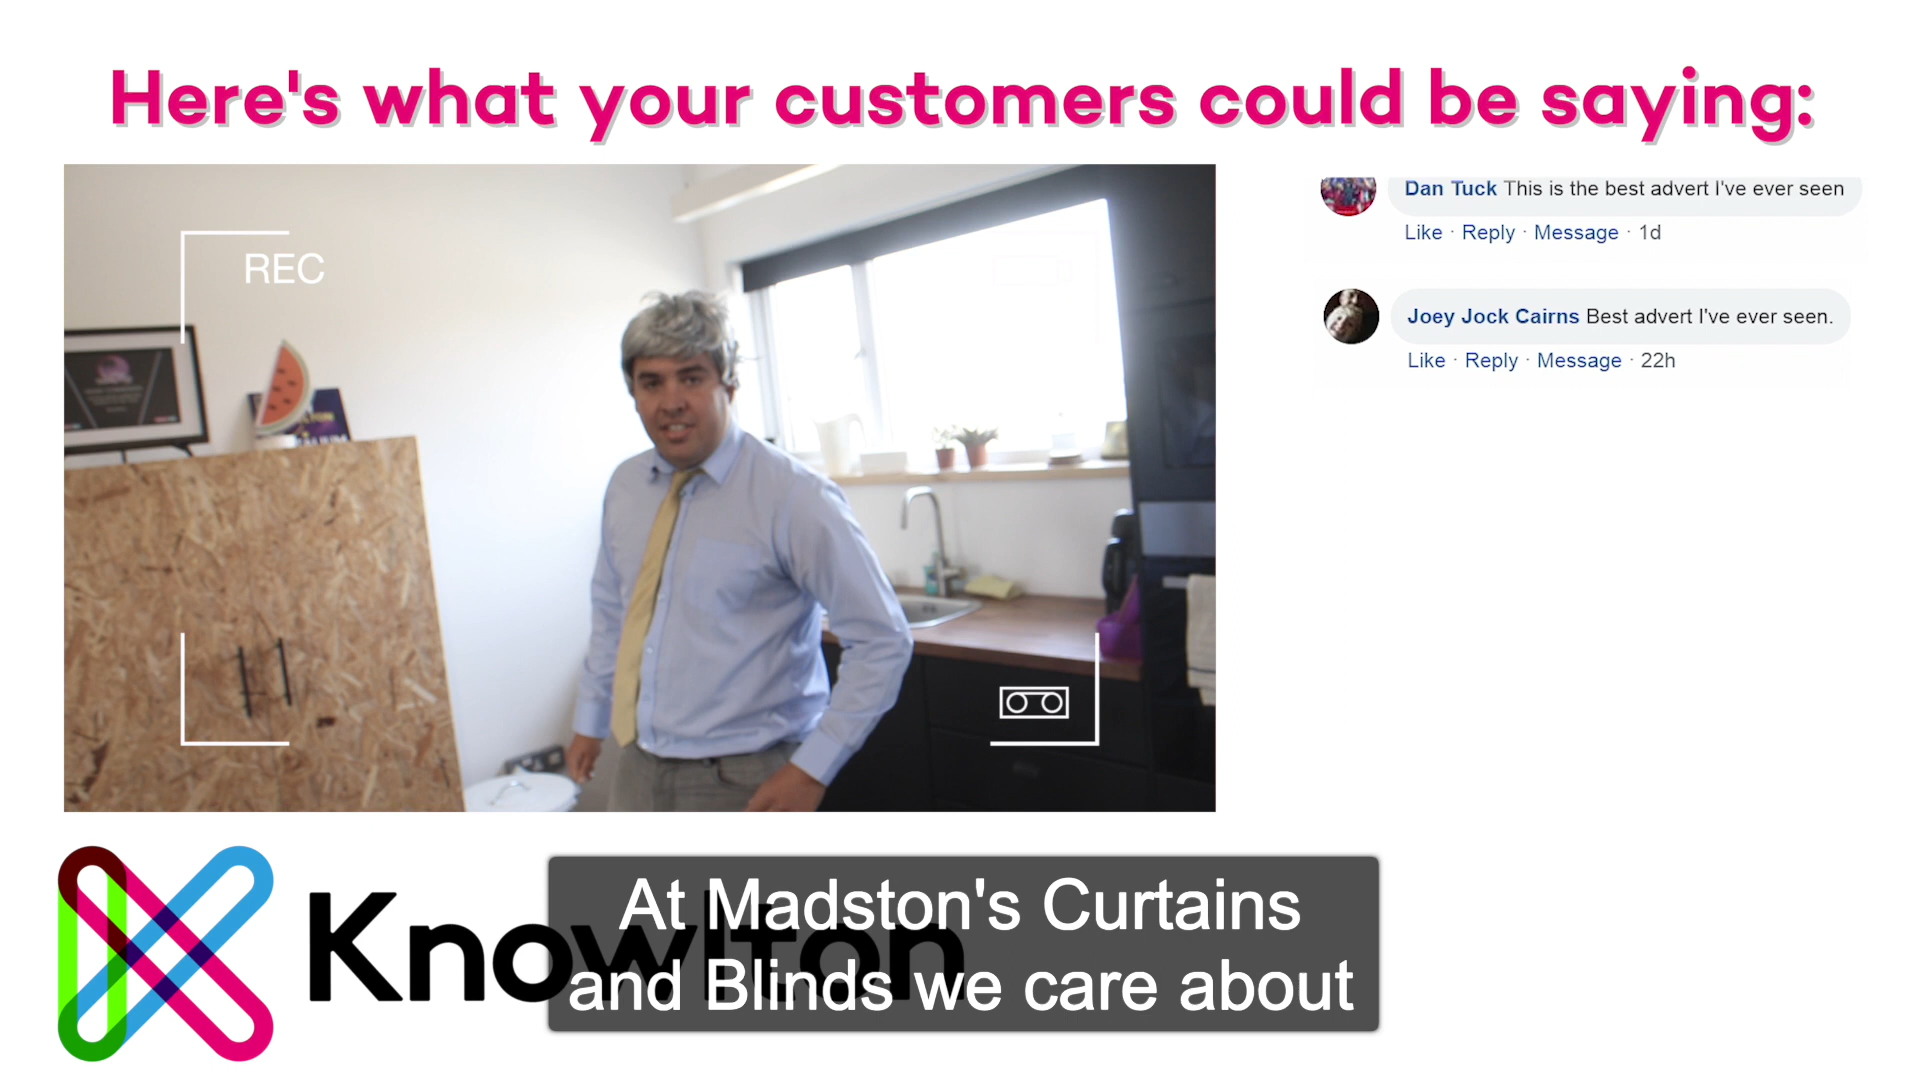 Here's what your customers could be saying:
REC
Dan Tuck This is the best advert I've ever seen
Like · Reply · Message · 1d
Joey Jock Cairns Best advert I've ever seen.
Like · Reply · Message · 22h
Knowlton
At Madston's Curtains
and Blinds we care about